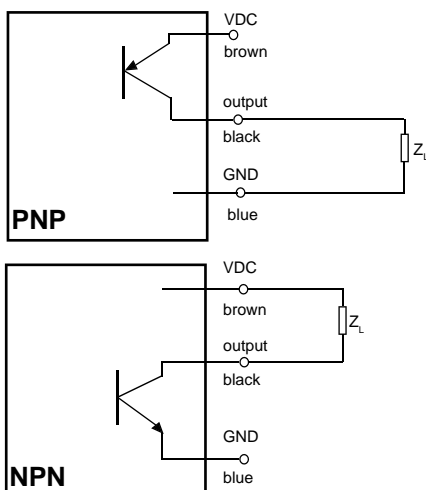 VDC
brown
output
black
Z_L
GND
blue
PNP
VDC
brown
Z_L
output
black
GND
blue
NPN